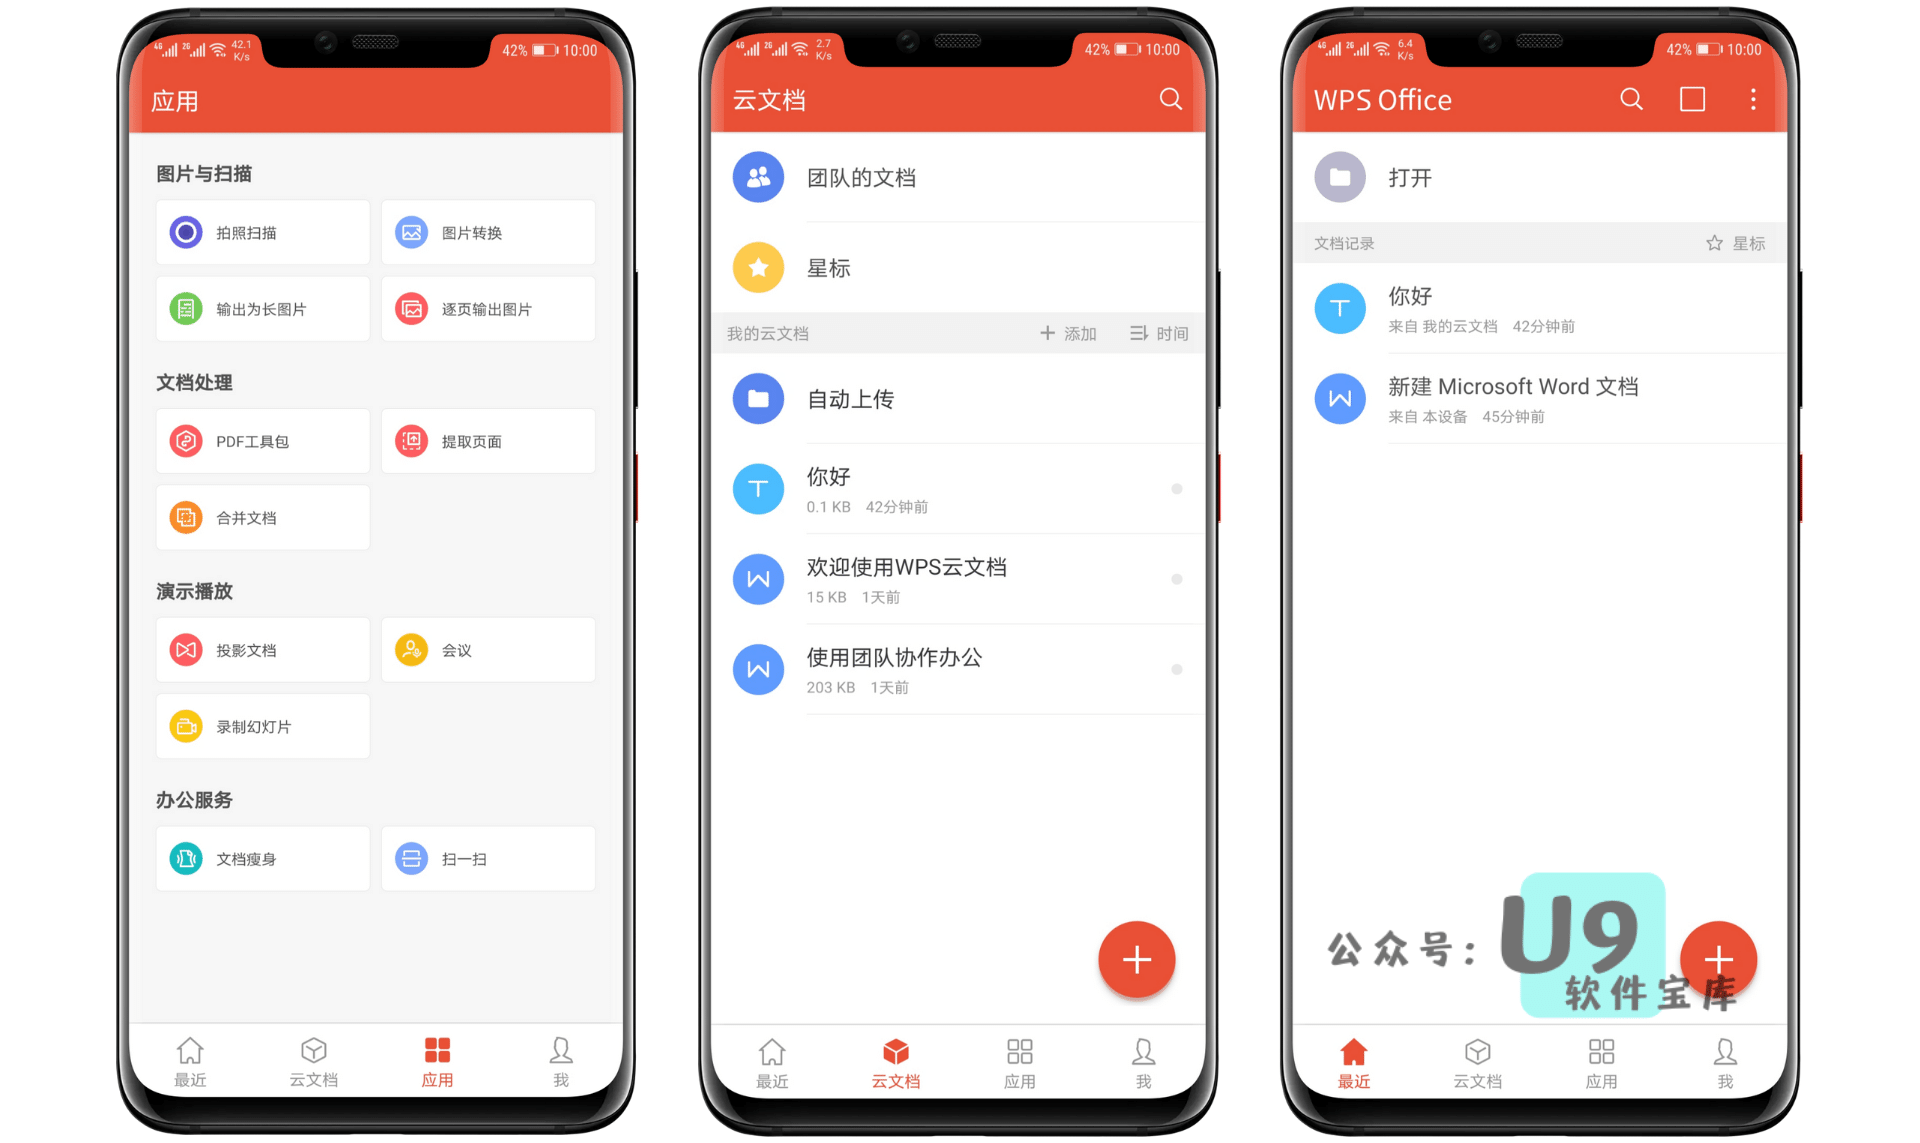 4G 2G 42.1 K/s 42% 10:00
应用
图片与扫描
拍照扫描 图片转换
输出为长图片 逐页输出图片
文档处理
PDF工具包 提取页面
合并文档
演示播放
投影文档 会议
录制幻灯片
办公服务
文档瘦身 扫一扫
最近 云文档 应用 我
4G 2G 2.7 K/s 42% 10:00
云文档
团队的文档
星标
我的云文档 添加 时间
自动上传
T 你好
0.1 KB 42分钟前
W 欢迎使用WPS云文档
15 KB 1天前
W 使用团队协作办公
203 KB 1天前
最近 云文档 应用 我
4G 2G 6.4 K/s 42% 10:00
WPS Office
打开
文档记录 星标
T 你好
来自 我的云文档 42分钟前
W 新建 Microsoft Word 文档
来自 本设备 45分钟前
公众号：U9
软件宝库
最近 云文档 应用 我